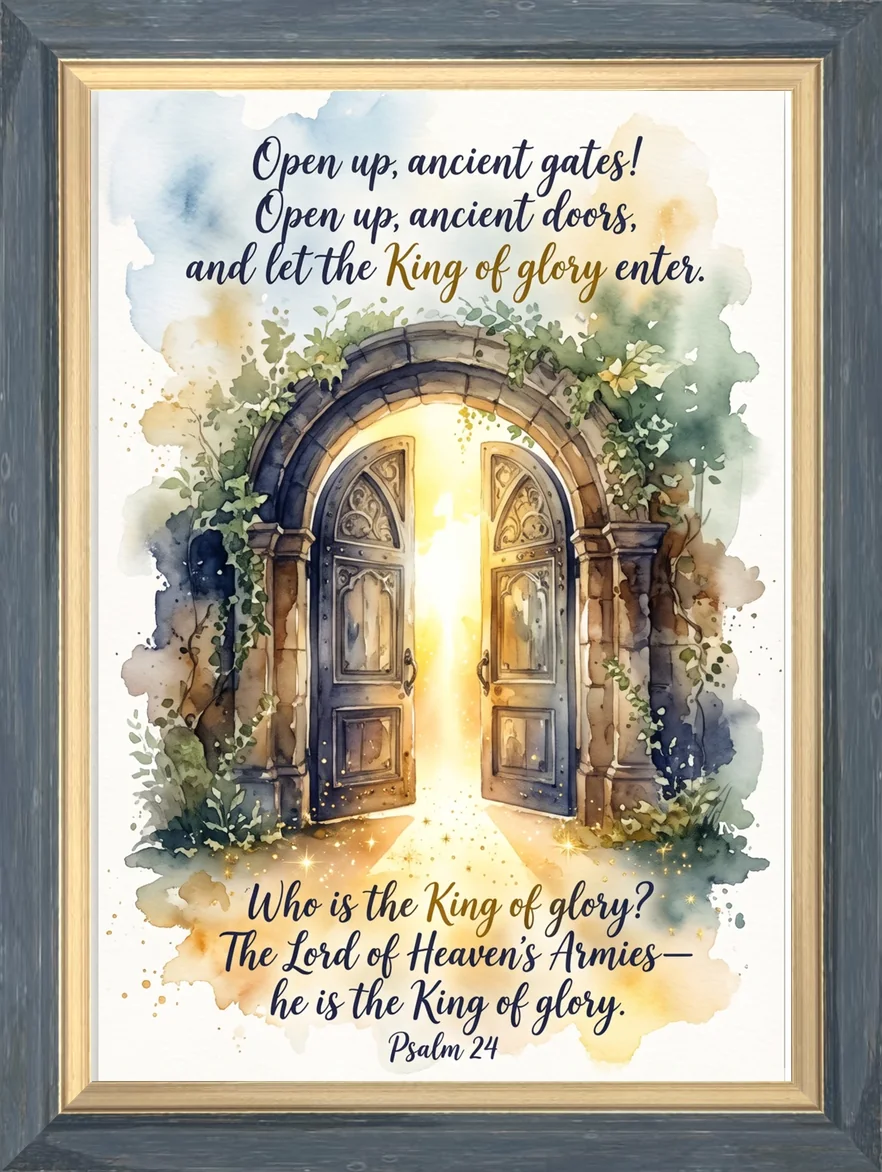 Open up, ancient gates!
Open up, ancient doors,
and let the King of glory enter.
Who is the King of glory?
The Lord of Heaven's Armies—
he is the King of glory.
Psalm 24